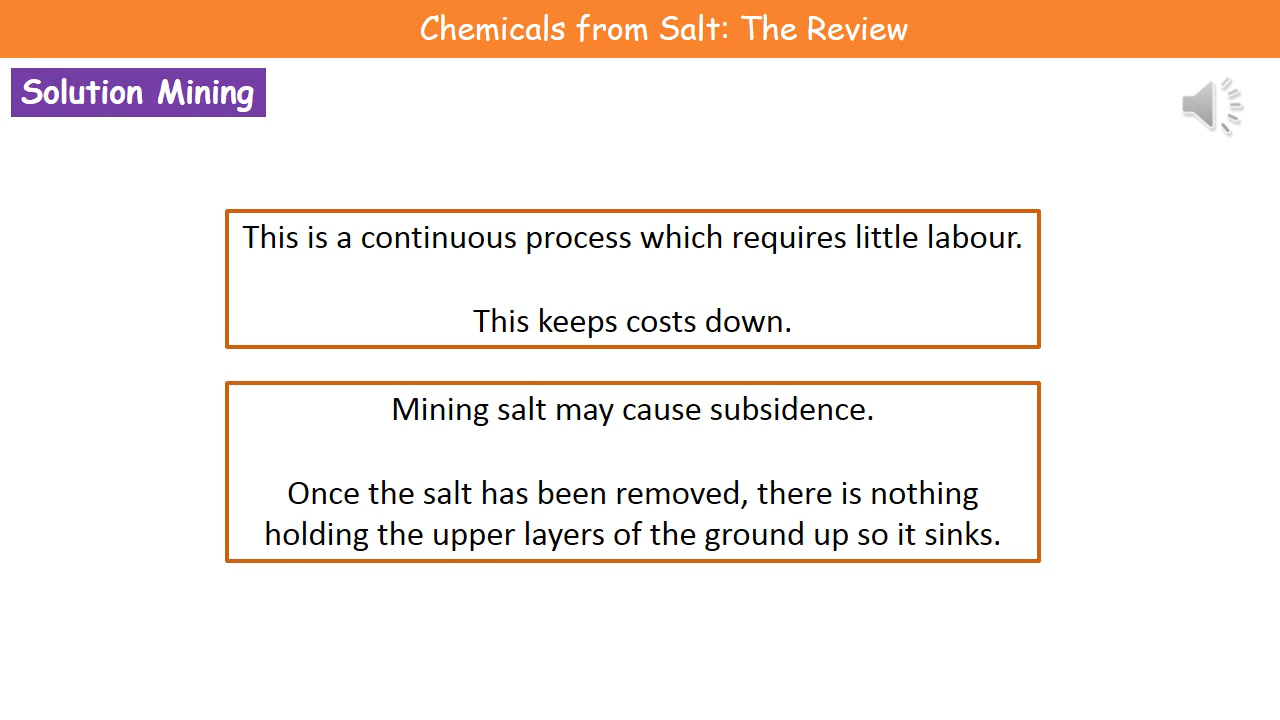 Chemicals from Salt: The Review
Solution Mining
This is a continuous process which requires little labour.
This keeps costs down.
Mining salt may cause subsidence.
Once the salt has been removed, there is nothing
holding the upper layers of the ground up so it sinks.